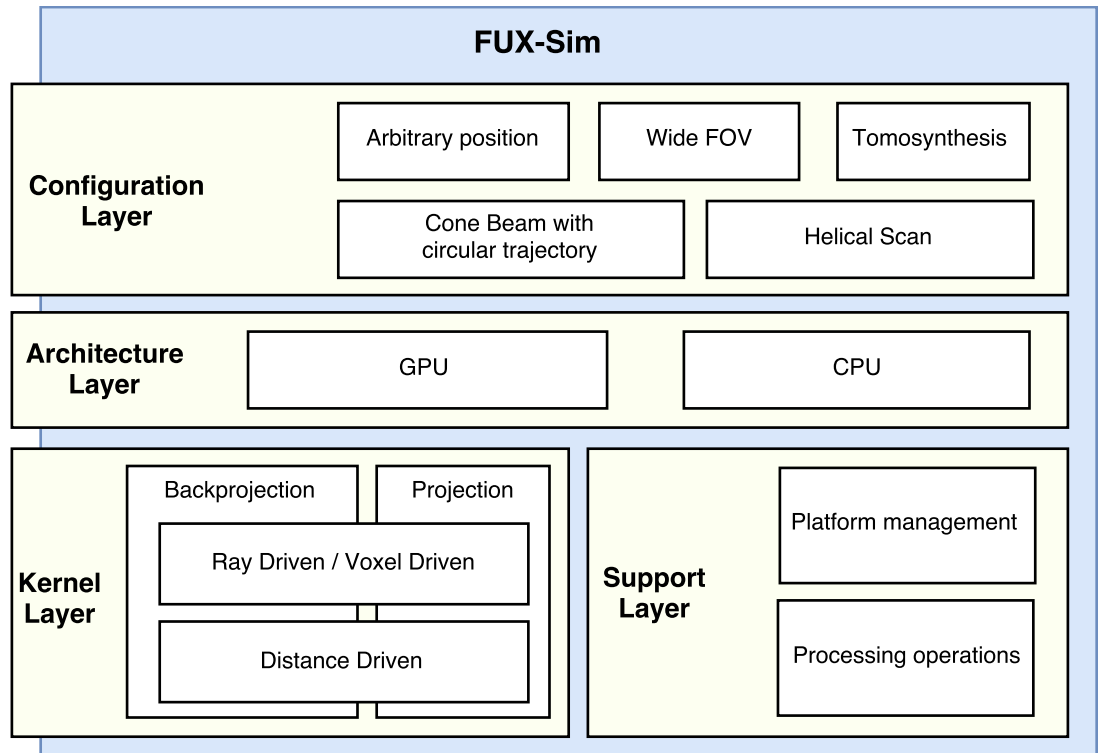 FUX-Sim
Configuration
Layer
Arbitrary position
Wide FOV
Tomosynthesis
Cone Beam with
circular trajectory
Helical Scan
Architecture
Layer
GPU
CPU
Kernel
Layer
Backprojection
Projection
Ray Driven / Voxel Driven
Distance Driven
Support
Layer
Platform management
Processing operations